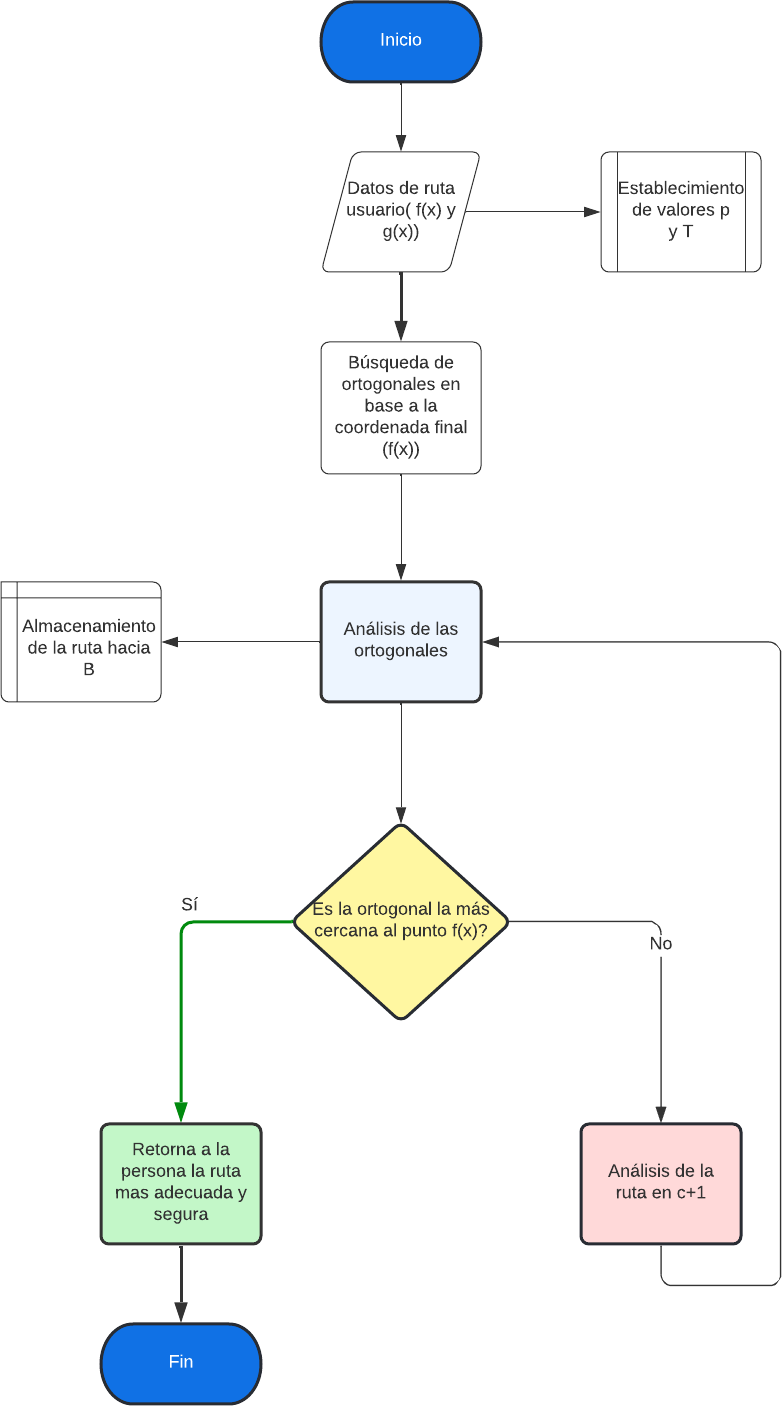 Inicio
Datos de ruta
usuario( f(x) y
g(x))
Establecimiento
de valores p
y T
Búsqueda de
ortogonales en
base a la
coordenada final
(f(x))
Análisis de las
ortogonales
Almacenamiento
de la ruta hacia
B
Es la ortogonal la más
cercana al punto f(x)?
Sí
No
Retorna a la
persona la ruta
mas adecuada y
segura
Análisis de la
ruta en c+1
Fin